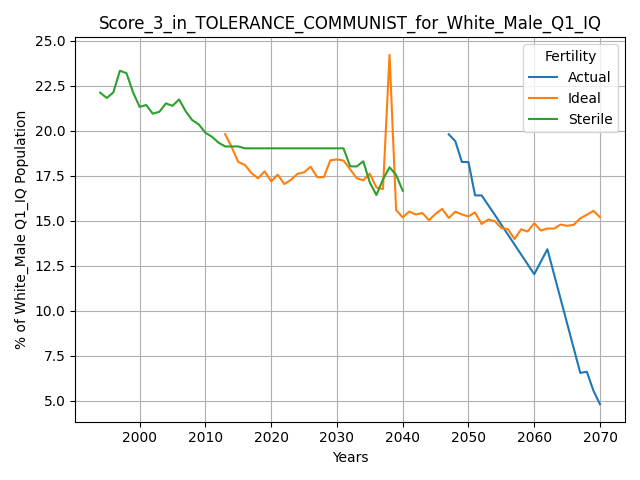 Score_3_in_TOLERANCE_COMMUNIST_for_White_Male_Q1_IQ
25.0
22.5
20.0
17.5
15.0
12.5
10.0
7.5
5.0
% of White_Male Q1_IQ Population
Fertility
Actual
Ideal
Sterile
2000 2010 2020 2030 2040 2050 2060 2070
Years